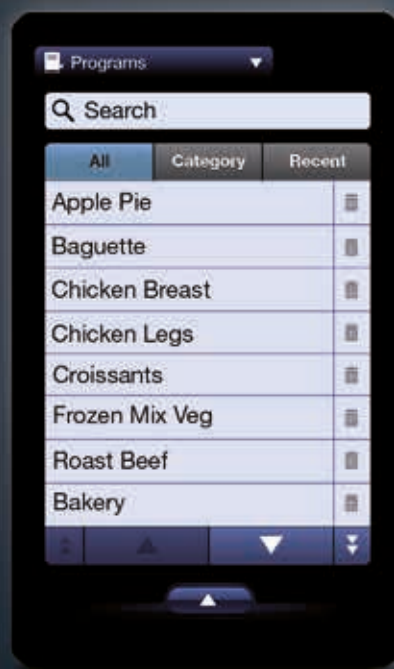 Programs
Search
All Category Recent
Apple Pie
Baguette
Chicken Breast
Chicken Legs
Croissants
Frozen Mix Veg
Roast Beef
Bakery